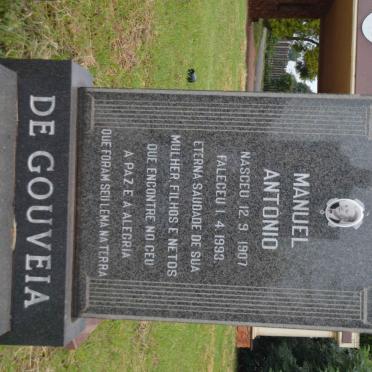 MANUEL
ANTONIO
NASCEU 12. 9. 1907
FALECEU 1. 4. 1993.
ETERNA SAUDADE DE SUA
MULHER, FILHOS E NETOS
QUE ENCONTRE NO CEU
A PAZ E A ALEGRIA
QUE FORAM SEU LEMA NA TERRA
DE GOUVEIA